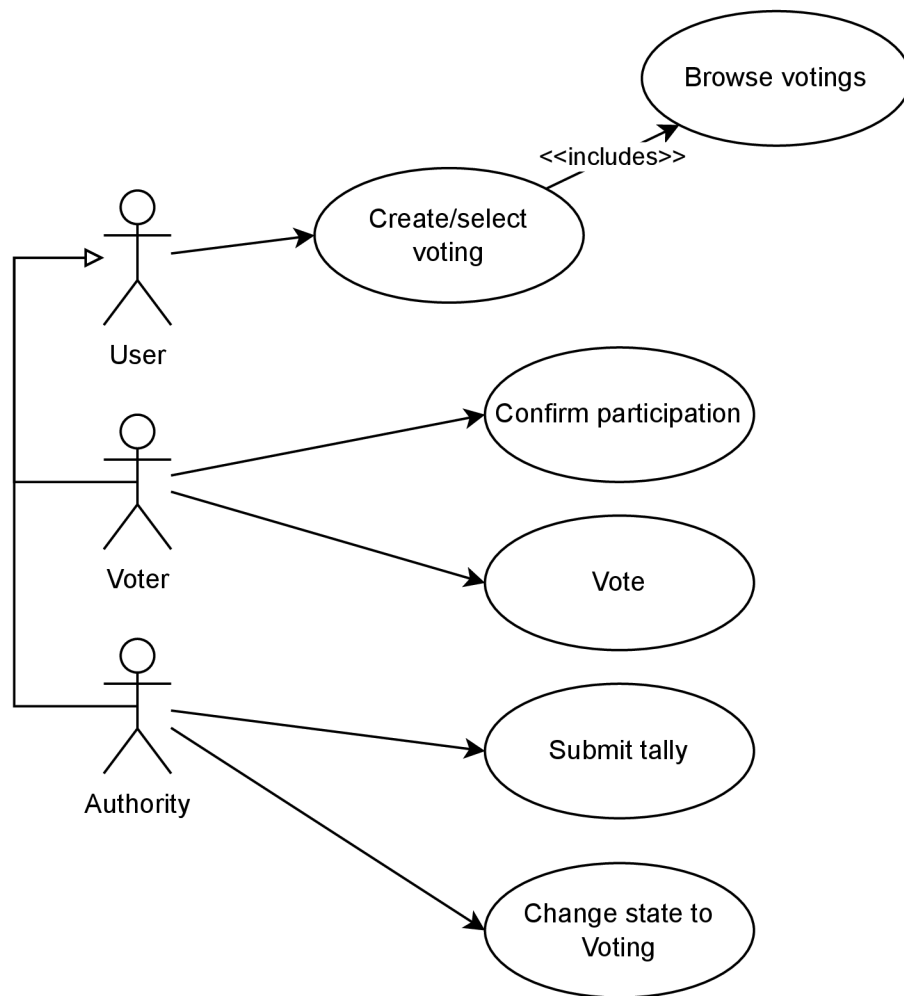 Browse votings
<<includes>>
Create/select
voting
User
Confirm participation
Voter
Vote
Submit tally
Authority
Change state to
Voting